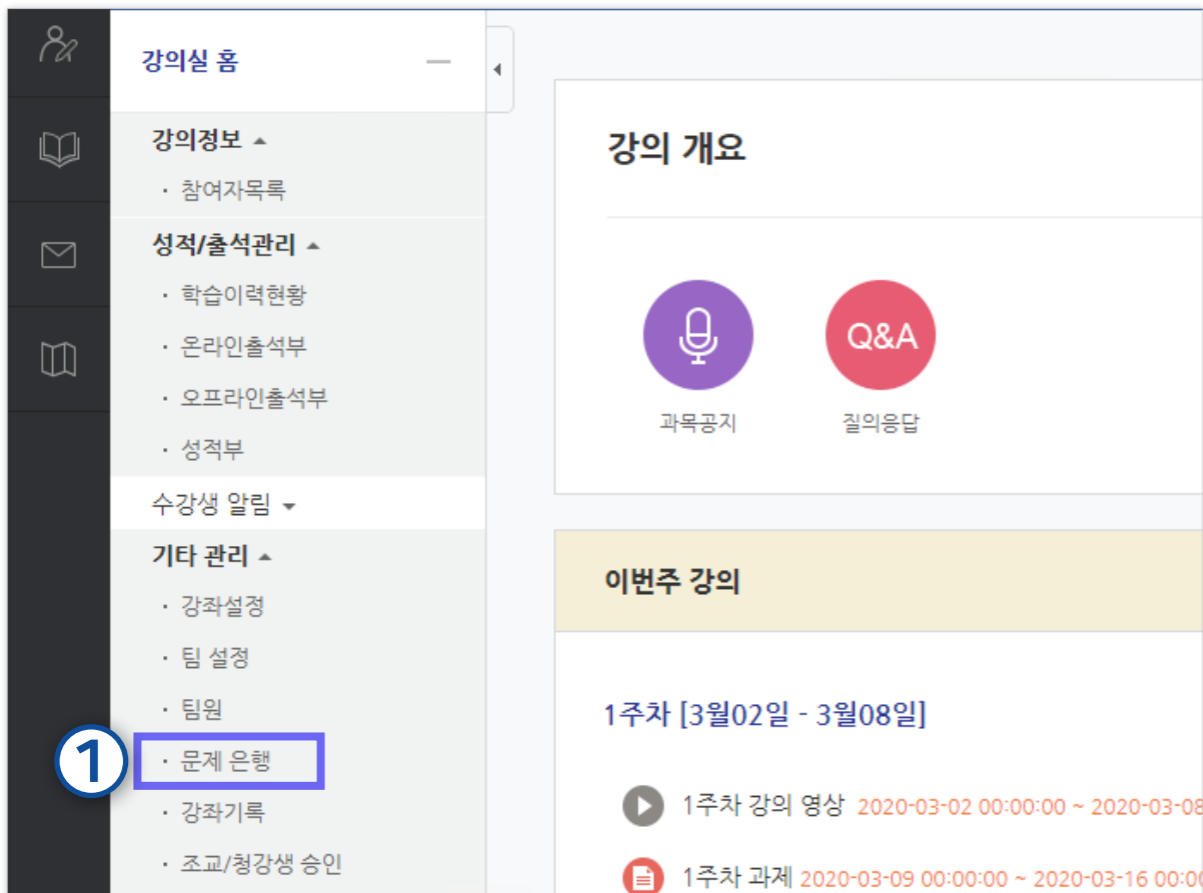 강의실 홈
강의정보
· 참여자목록
성적/출석관리
· 학습이력현황
· 온라인출석부
· 오프라인출석부
· 성적부
수강생 알림
기타 관리
· 강좌설정
· 팀 설정
· 팀원
1
· 문제 은행
· 강좌기록
· 조교/청강생 승인
강의 개요
Q&A
과목공지
질의응답
이번주 강의
1주차 [3월02일 - 3월08일]
1주차 강의 영상 2020-03-02 00:00:00 ~ 2020-03-08
1주차 과제 2020-03-09 00:00:00 ~ 2020-03-16 00:0